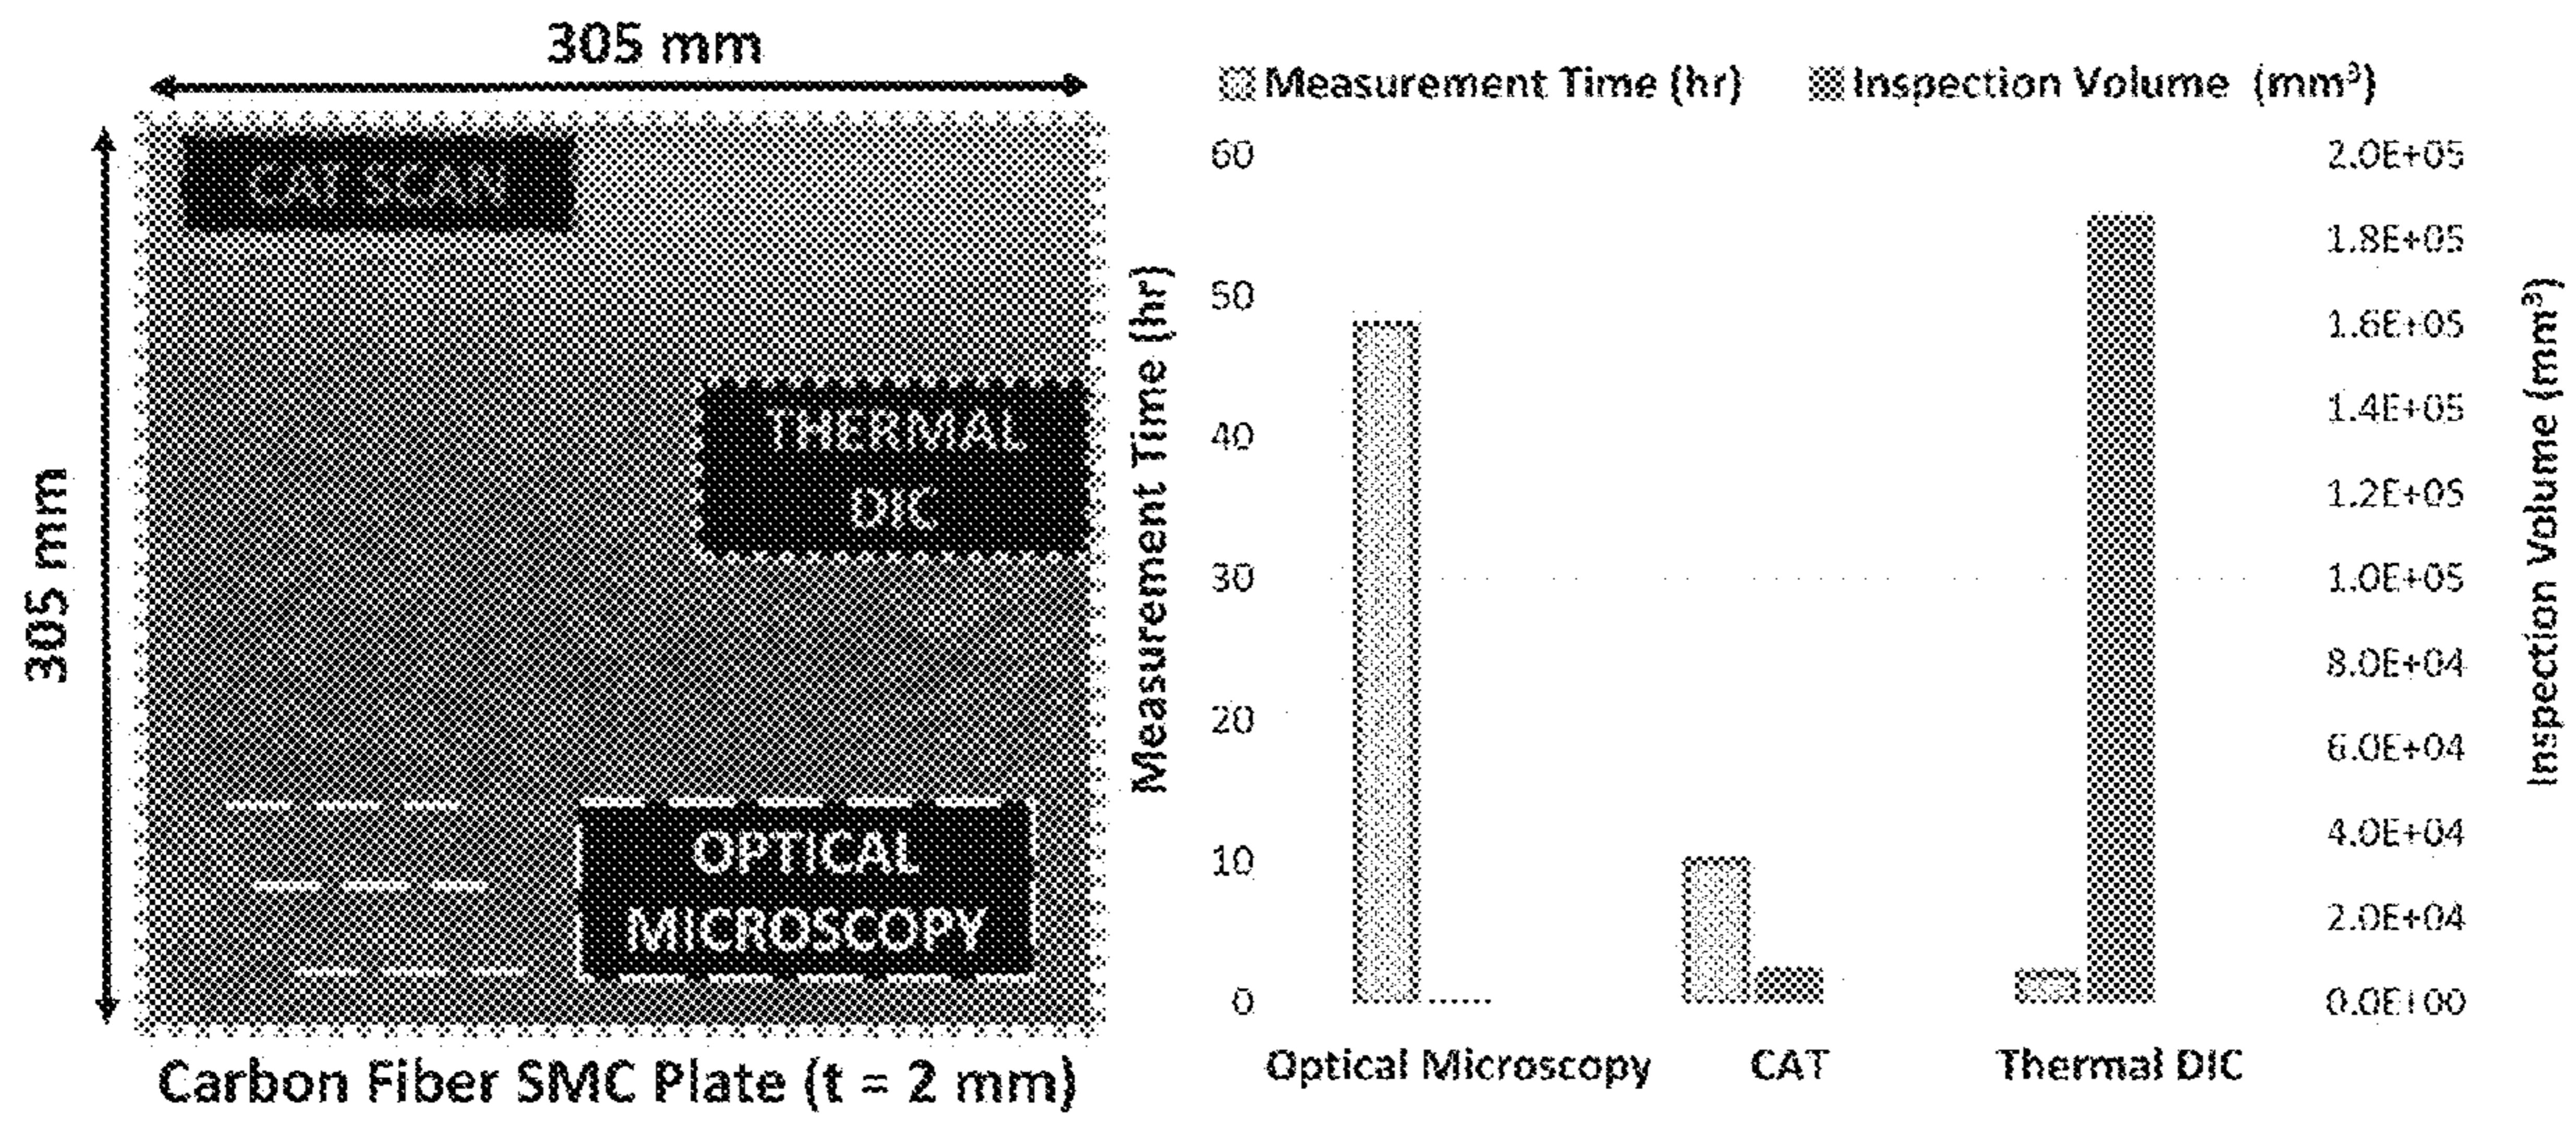 305 mm
305 mm
CAT SCAN
THERMAL
DIC
OPTICAL
MICROSCOPY
Carbon Fiber SMC Plate (t = 2 mm)
Measurement Time (hr) Inspection Volume (mm³)
Measurement Time (hr)
60
50
40
30
20
10
0
2.0E+05
1.8E+05
1.6E+05
1.4E+05
1.2E+05
1.0E+05
8.0E+04
6.0E+04
4.0E+04
2.0E+04
0.0E+00
Inspection Volume (mm³)
Optical Microscopy CAT Thermal DIC